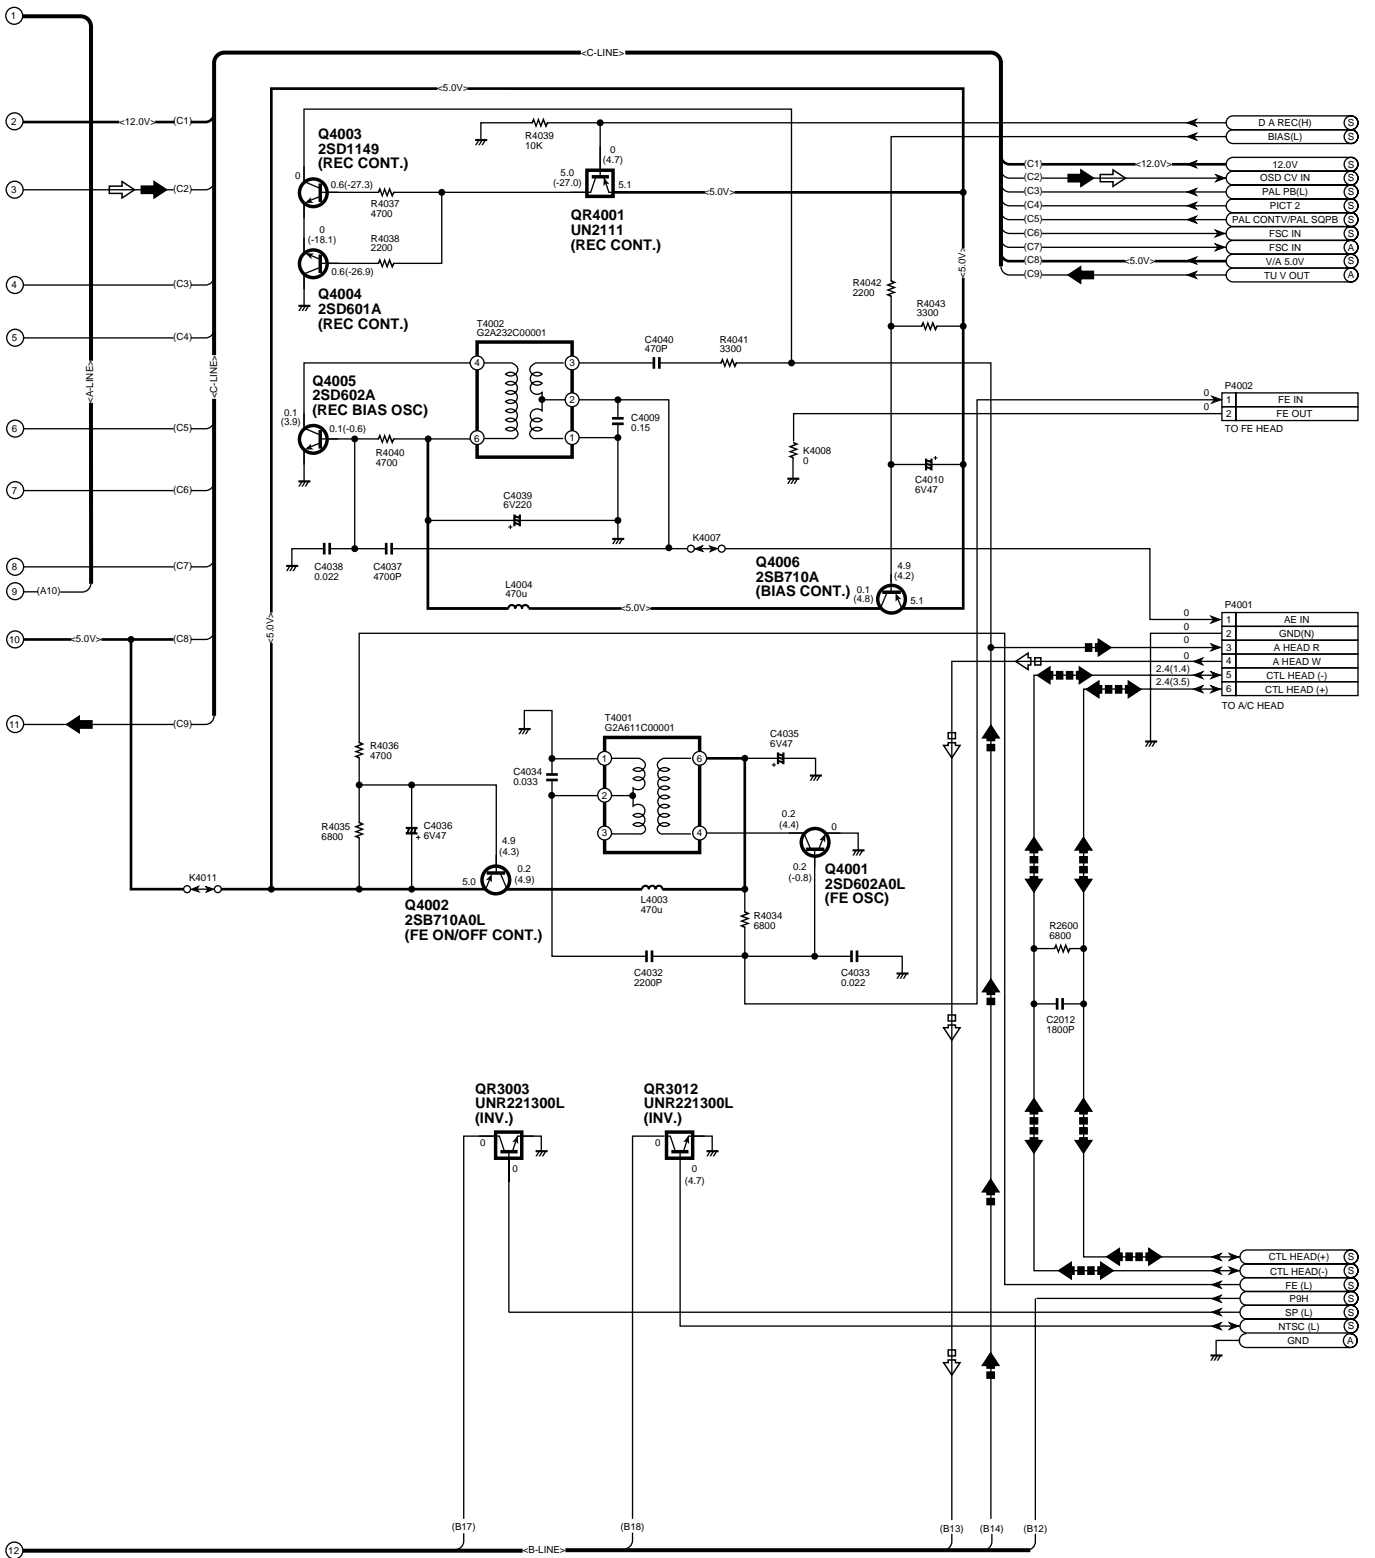 1
<C-LINE>
<5.0V>
2
<12.0V>
(C1)
Q4003
2SD1149
(REC CONT.)
R4039
10K
0
(4.7)
D A REC(H) S
BIAS(L) S
3
(C2)
0
0.6(-27.3)
R4037
4700
5.0
(-27.0)
5.1
<5.0V>
QR4001
UN2111
(REC CONT.)
(C1) <12.0V> 12.0V S
(C2) OSD CV IN S
(C3) PAL PB(L) S
(C4) PICT 2 S
(C5) PAL CONTV/PAL SQPB S
(C6) FSC IN S
(C7) FSC IN A
(C8) <5.0V> V/A 5.0V S
(C9) TU V OUT A
0
(-18.1)
R4038
2200
0.6(-26.9)
Q4004
2SD601A
(REC CONT.)
<5.0V>
4
(C3)
R4042
2200
R4043
3300
5
(C4)
<A-LINE>
<C-LINE>
T4002
G2A232C00001
4
6
3
2
1
C4040
470P
R4041
3300
Q4005
2SD602A
(REC BIAS OSC)
0.1
(3.9)
0.1(-0.6)
R4040
4700
C4009
0.15
P4002
0 1 FE IN
0 2 FE OUT
TO FE HEAD
6
(C5)
K4008
0
C4010
6V47
7
(C6)
C4039
6V220
+
K4007
8
(C7)
C4038
0.022
C4037
4700P
Q4006
2SB710A
(BIAS CONT.)
4.9
(4.2)
0.1
(4.8)
5.1
9
(A10)
L4004
470u
<5.0V>
<5.0V>
10
<5.0V>
(C8)
P4001
0 1 AE IN
0 2 GND(N)
0 3 A HEAD R
0 4 A HEAD W
2.4(1.4) 5 CTL HEAD (-)
2.4(3.5) 6 CTL HEAD (+)
TO A/C HEAD
11
(C9)
R4036
4700
T4001
G2A611C00001
1
2
3
6
4
C4035
6V47
+
C4034
0.033
R4035
6800
C4036
6V47
+
4.9
(4.3)
5.0
0.2
(4.9)
0.2
(4.4)
0
0.2
(-0.8)
Q4001
2SD602A0L
(FE OSC)
K4011
Q4002
2SB710A0L
(FE ON/OFF CONT.)
L4003
470u
R4034
6800
R2600
6800
C4032
2200P
C4033
0.022
C2012
1800P
QR3003
UNR221300L
(INV.)
0
0
QR3012
UNR221300L
(INV.)
0
0
(4.7)
CTL HEAD(+) S
CTL HEAD(-) S
FE (L) S
P9H S
SP (L) S
NTSC (L) S
GND A
(B17)
(B18)
(B13)
(B14)
(B12)
12
<B-LINE>